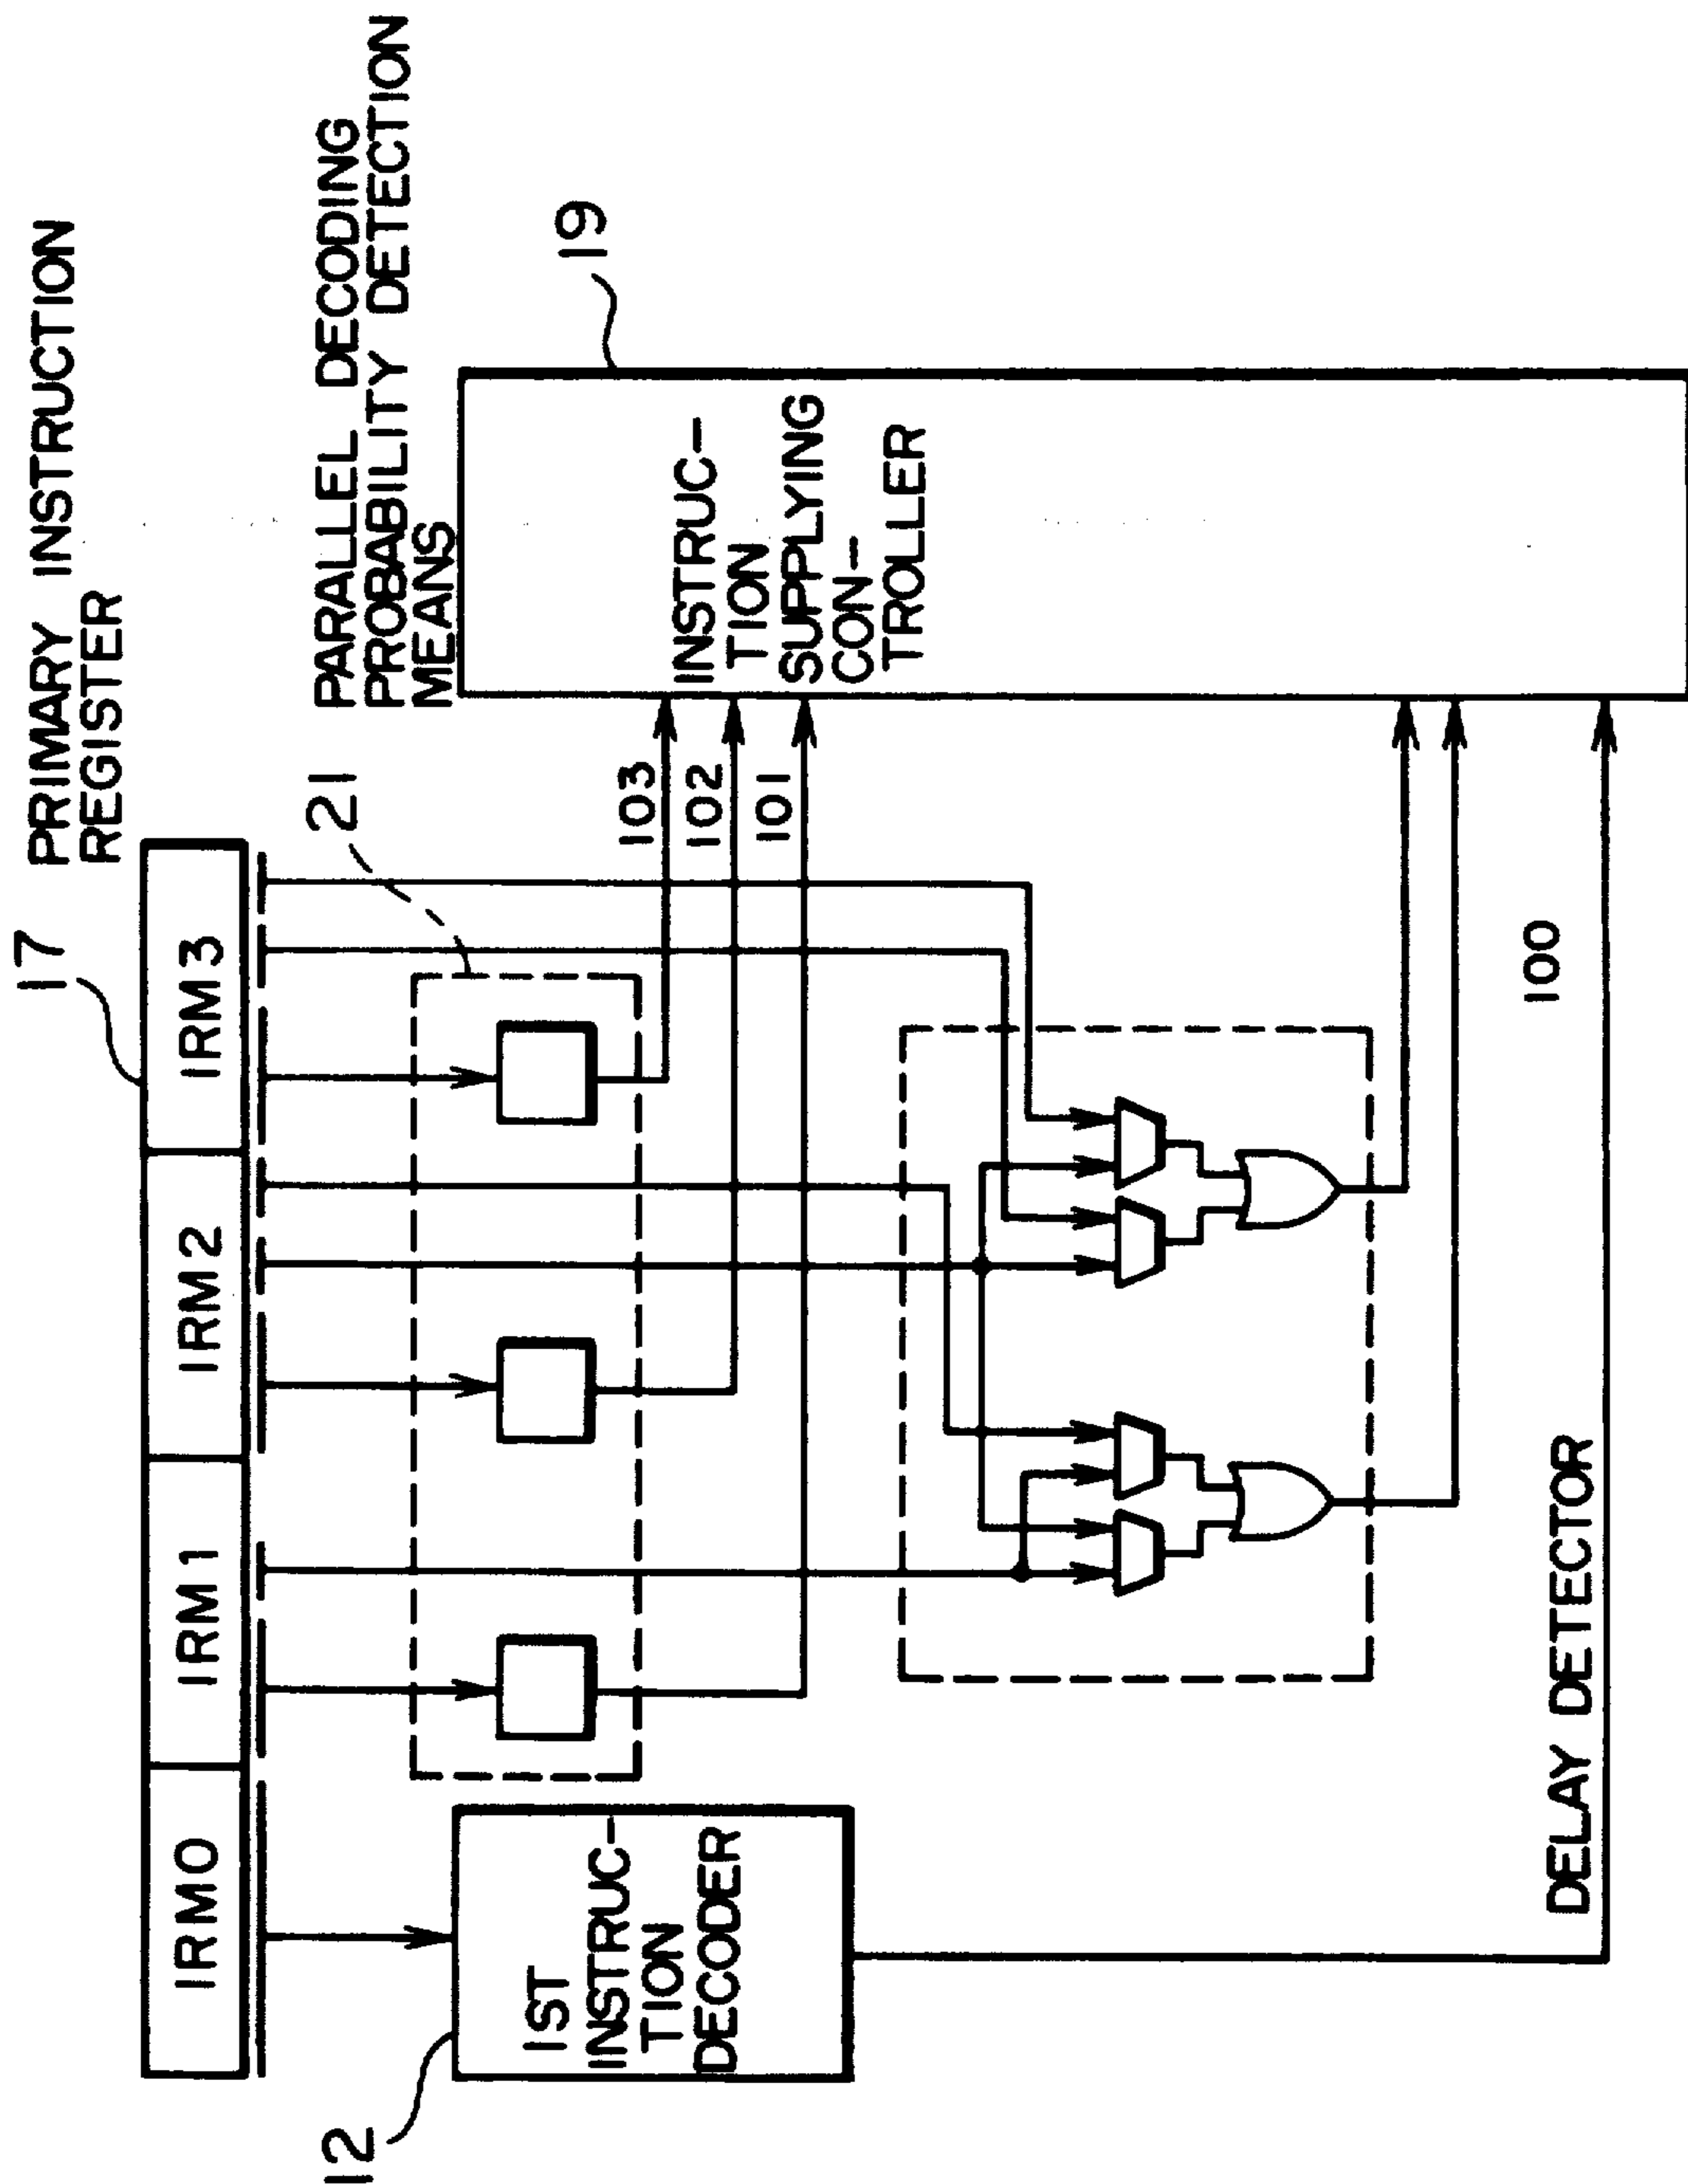 17
PRIMARY INSTRUCTION
REGISTER
IRM0
IRM1
IRM2
IRM3
21
PARALLEL DECODING
PROBABILITY DETECTION
MEANS
12
1ST
INSTRUC-
TION
DECODER
103
102
101
19
INSTRUC-
TION
SUPPLYING
CON-
TROLLER
100
DELAY DETECTOR